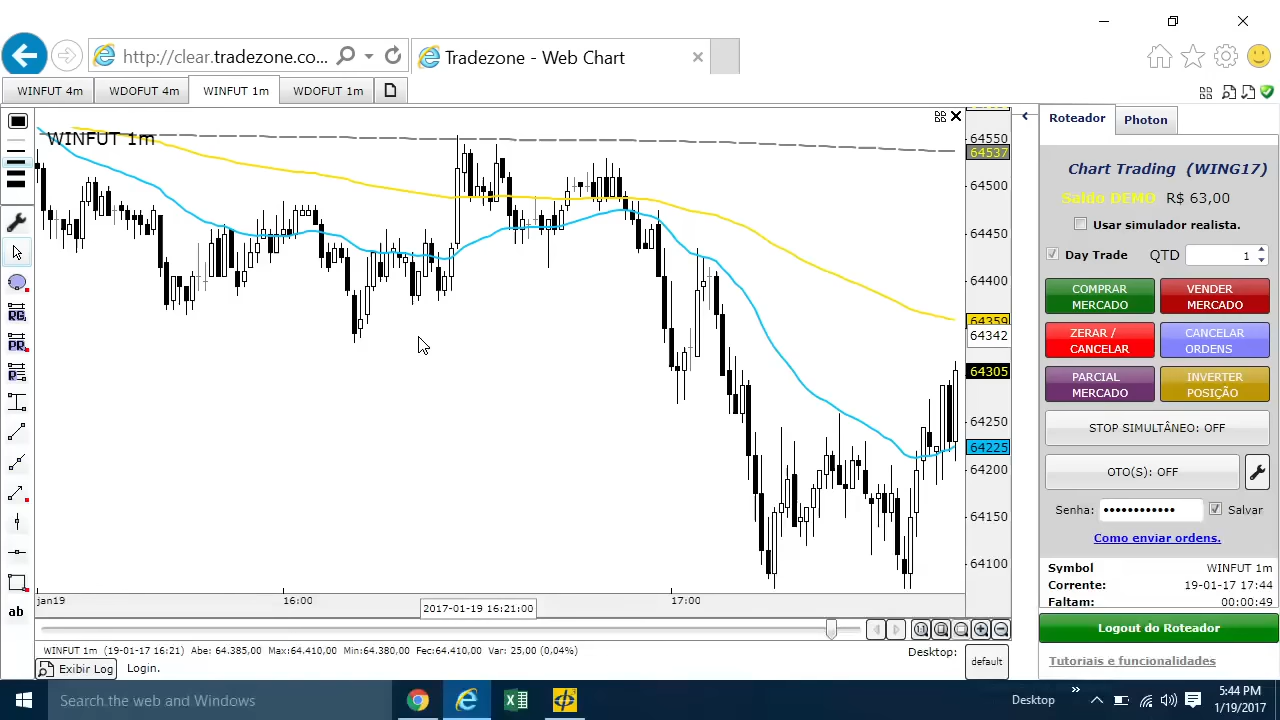 http://clear.tradezone.co...
Tradezone - Web Chart
WINFUT 4m
WDOFUT 4m
WINFUT 1m
WDOFUT 1m
WINFUT 1m
64550
64537
64500
64450
64400
64359
64342
64305
64250
64225
64200
64150
64100
jan19
16:00
17:00
2017-01-19 16:21:00
RG
PR
ab
WINFUT 1m (19-01-17 16:21) Abe: 64.385,00 Max:64.410,00 Min:64.380,00 Fec:64.410,00 Var: 25,00 (0,04%)
Desktop:
default
Exibir Log
Login.
Roteador
Photon
Chart Trading (WING17)
Saldo DEMO R$ 63,00
Usar simulador realista.
Day Trade
QTD
1
COMPRAR MERCADO
VENDER MERCADO
ZERAR / CANCELAR
CANCELAR ORDENS
PARCIAL MERCADO
INVERTER POSIÇÃO
STOP SIMULTÂNEO: OFF
OTO(S): OFF
Senha: ••••••••••••
Salvar
Como enviar ordens.
Symbol WINFUT 1m
Corrente: 19-01-17 17:44
Faltam: 00:00:49
Logout do Roteador
Tutoriais e funcionalidades
Search the web and Windows
Desktop
5:44 PM
1/19/2017